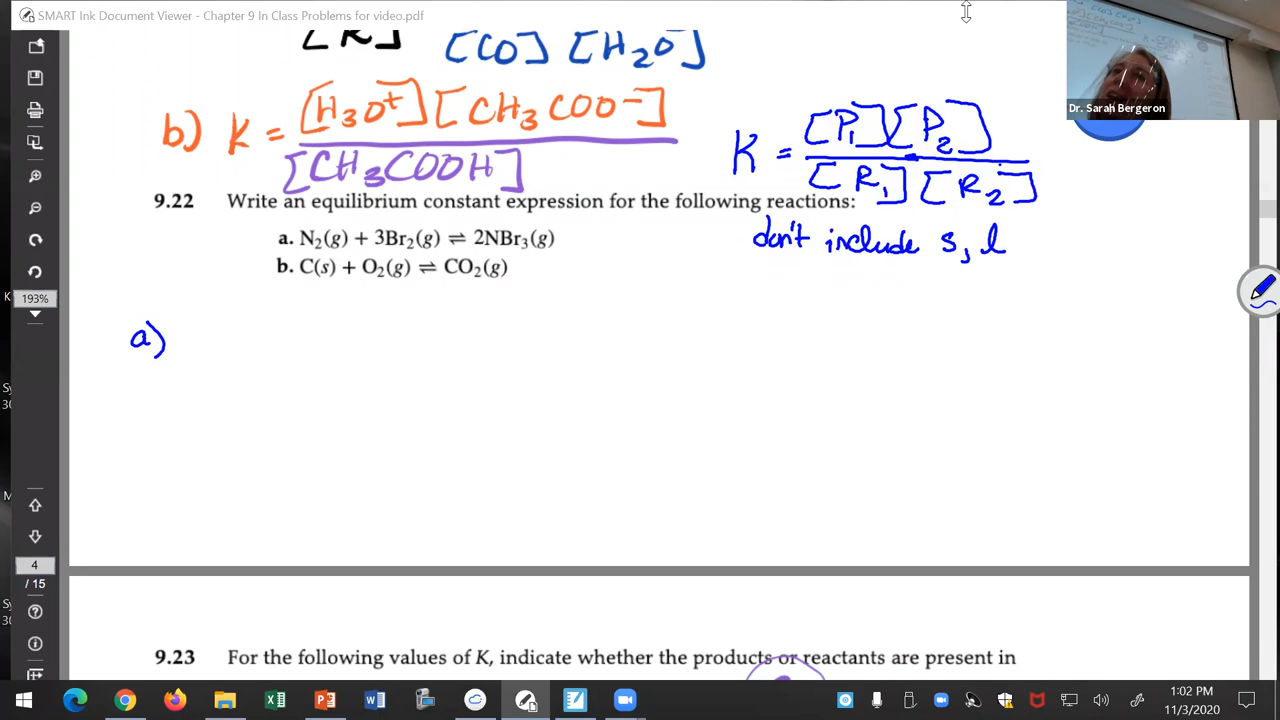 SMART Ink Document Viewer - Chapter 9 In Class Problems for video.pdf
[R] [CO] [H2O]
Dr. Sarah Bergeron
b) K = [H3O+] [CH3COO−]
[CH3COOH]
K = [P1] [P2]
[R1] [R2]
don't include s, l
9.22 Write an equilibrium constant expression for the following reactions:
a. N2(g) + 3Br2(g) ⇌ 2NBr3(g)
b. C(s) + O2(g) ⇌ CO2(g)
193%
a)
4
/ 15
9.23 For the following values of K, indicate whether the products or reactants are present in
1:02 PM
11/3/2020